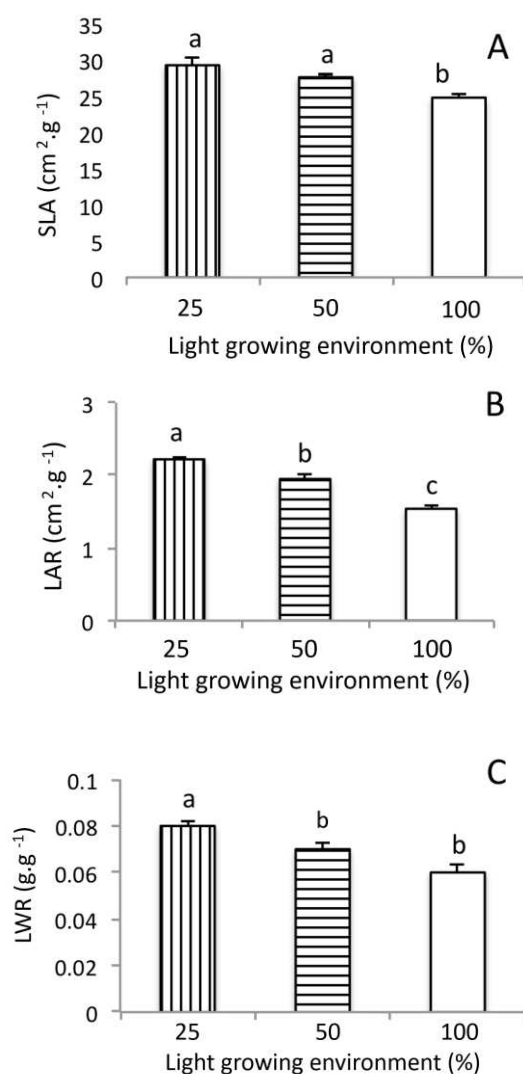 A
35
30
25
20
15
10
5
0
SLA (cm².g⁻¹)
a
a
b
25 50 100
Light growing environment (%)
B
3
2
1
0
LAR (cm².g⁻¹)
a
b
c
25 50 100
Light growing environment (%)
C
0.1
0.08
0.06
0.04
0.02
0
LWR (g.g⁻¹)
a
b
b
25 50 100
Light growing environment (%)